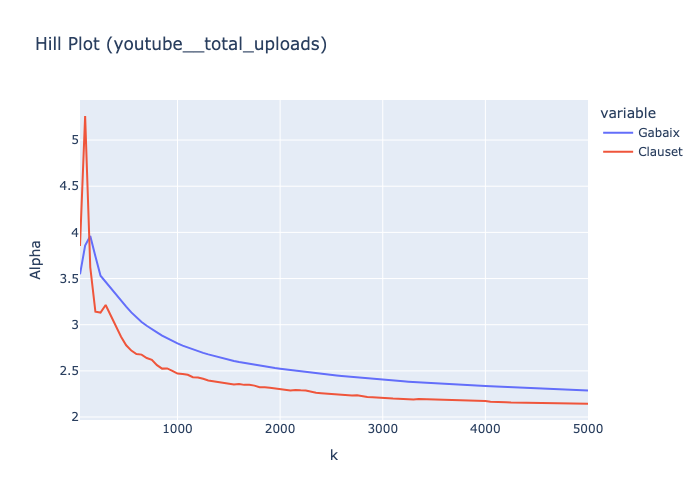 Hill Plot (youtube__total_uploads)
variable
Gabaix
Clauset
Alpha
5
4.5
4
3.5
3
2.5
2
1000
2000
3000
4000
5000
k